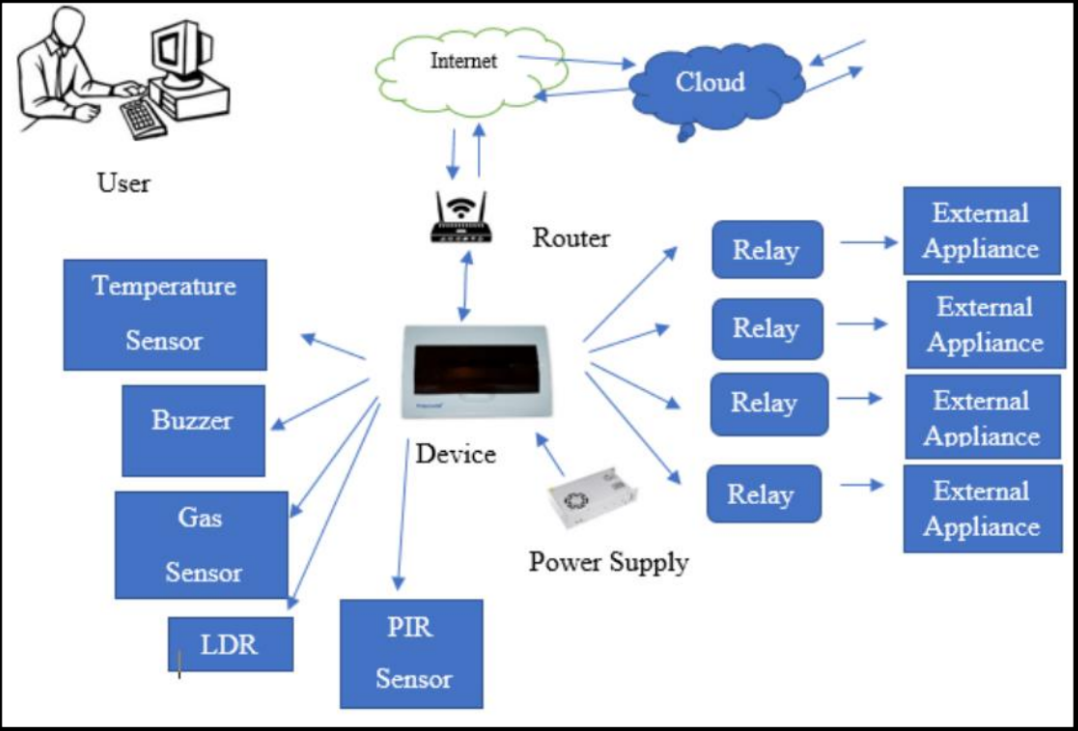 Internet
Cloud
User
Router
Temperature
Sensor
Buzzer
Gas
Sensor
LDR
PIR
Sensor
Device
Power Supply
Relay
External
Appliance
Relay
External
Appliance
Relay
External
Appliance
Relay
External
Appliance